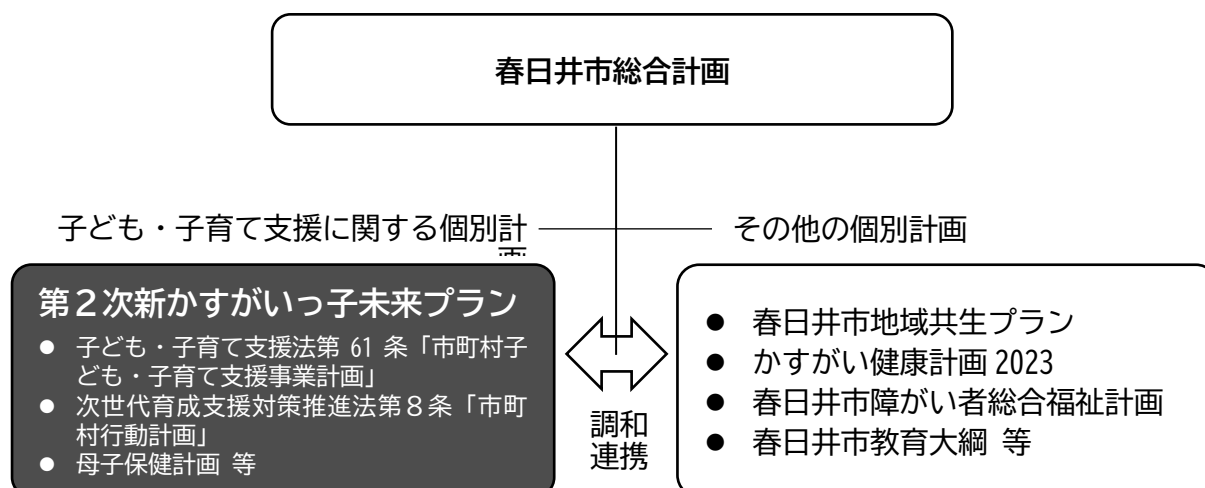 春日井市総合計画
子ども・子育て支援に関する個別計
画
その他の個別計画
第２次新かすがいっ子未来プラン
● 子ども・子育て支援法第 61 条「市町村子
ども・子育て支援事業計画」
● 次世代育成支援対策推進法第８条「市町
村行動計画」
● 母子保健計画 等
調和
連携
● 春日井市地域共生プラン
● かすがい健康計画 2023
● 春日井市障がい者総合福祉計画
● 春日井市教育大綱 等